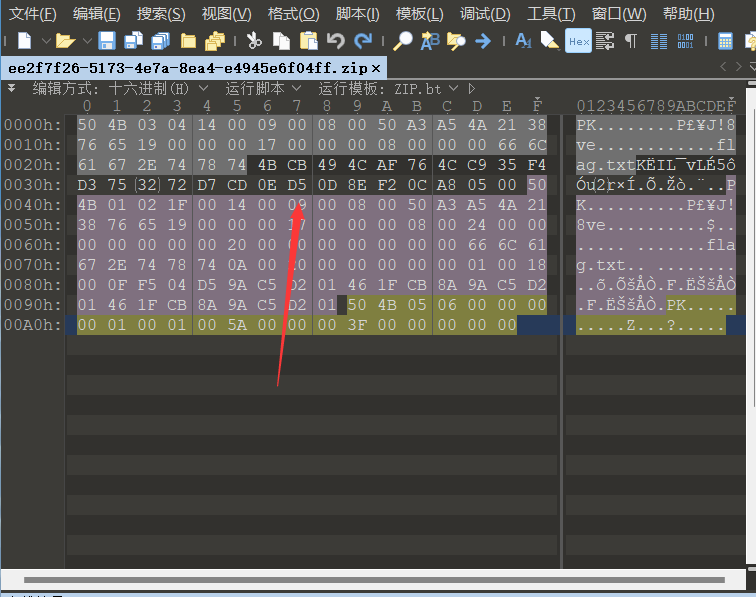 文件(F) 编辑(E) 搜索(S) 视图(V) 格式(O) 脚本(I) 模板(L) 调试(D) 工具(T) 窗口(W) 帮助(H)
Hex
ee2f7f26-5173-4e7a-8ea4-e4945e6f04ff.zip×
编辑方式: 十六进制(H) 运行脚本 运行模板: ZIP.bt
0 1 2 3 4 5 6 7 8 9 A B C D E F 0123456789ABCDEF
0000h: 50 4B 03 04 14 00 09 00 08 00 50 A3 A5 4A 21 38 PK........P£¥J!8
0010h: 76 65 19 00 00 00 17 00 00 00 08 00 00 00 66 6C ve............fl
0020h: 61 67 2E 74 78 74 4B CB 49 4C AF 76 4C C9 35 F4 ag.txtKËIL¯vLÉ5ô
0030h: D3 75 32 72 D7 CD 0E D5 0D 8E F2 0C A8 05 00 50 Óu2r×Í.Õ.Žò.¨..P
0040h: 4B 01 02 1F 00 14 00 09 00 08 00 50 A3 A5 4A 21 K..........P£¥J!
0050h: 38 76 65 19 00 00 00 17 00 00 00 08 00 24 00 00 8ve..........$..
0060h: 00 00 00 00 00 20 00 00 00 00 00 00 00 66 6C 61 ..... .......fla
0070h: 67 2E 74 78 74 0A 00 20 00 00 00 00 00 01 00 18 g.txt.. ........
0080h: 00 0F F5 04 D5 9A C5 D2 01 46 1F CB 8A 9A C5 D2 ..õ.ÕšÅÒ.F.ËŠšÅÒ
0090h: 01 46 1F CB 8A 9A C5 D2 01 50 4B 05 06 00 00 00 .F.ËŠšÅÒ.PK.....
00A0h: 00 01 00 01 00 5A 00 00 00 3F 00 00 00 00 00 .....Z...?.....